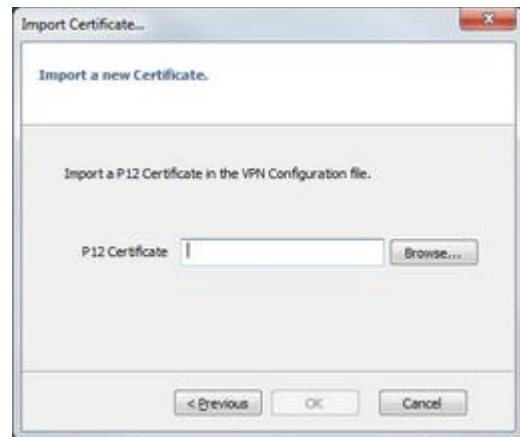 Import Certificate...
Import a new Certificate.
Import a P12 Certificate in the VPN Configuration file.
P12 Certificate
Browse...
< Previous
OK
Cancel